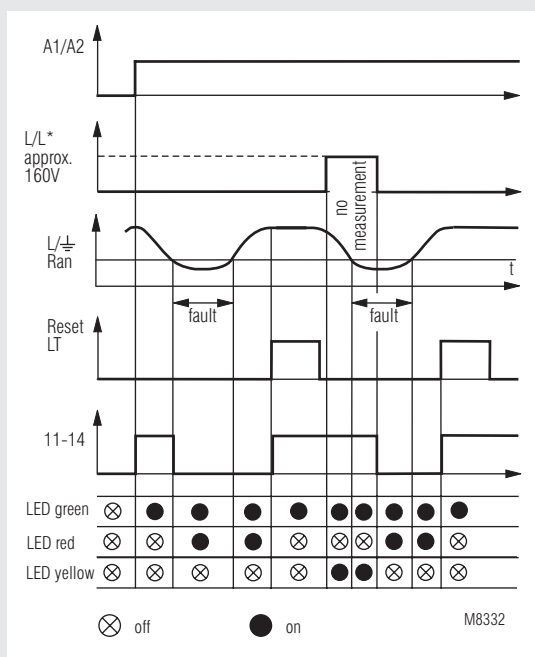 A1/A2
L/L*
approx.
160V
no
measurement
L/⏚
Ran
t
fault
fault
Reset
LT
11-14
LED green
LED red
LED yellow
off
on
M8332